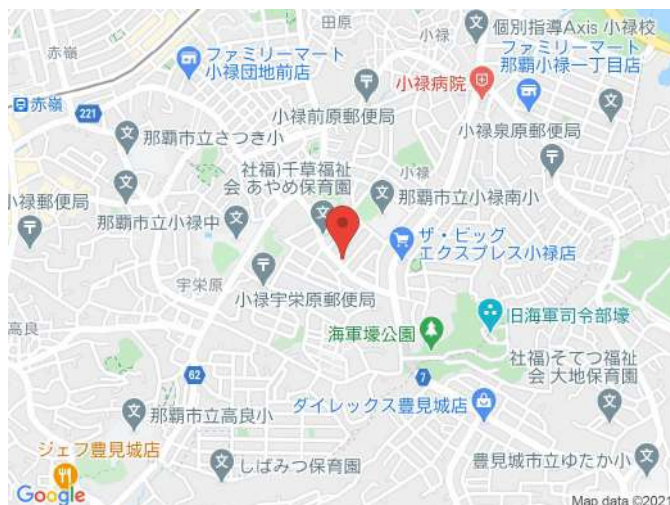 赤嶺
田原
小禄
個別指導Axis 小禄校
ファミリーマート
小禄団地前店
ファミリーマート
那覇小禄一丁目店
小禄病院
赤嶺
221
小禄前原郵便局
小禄泉原郵便局
那覇市立さつき小
社福)千草福祉
会 あやめ保育園
小禄
那覇市立小禄南小
小禄郵便局
那覇市立小禄中
ザ・ビッグ
エクスプレス小禄店
宇栄原
小禄宇栄原郵便局
旧海軍司令部壕
高良
海軍壕公園
社福)そてつ福祉
会 大地保育園
62
7
那覇市立高良小
ダイレックス豊見城店
ジェフ豊見城店
しばみつ保育園
豊見城市立ゆたか小
Google
Map data ©2021